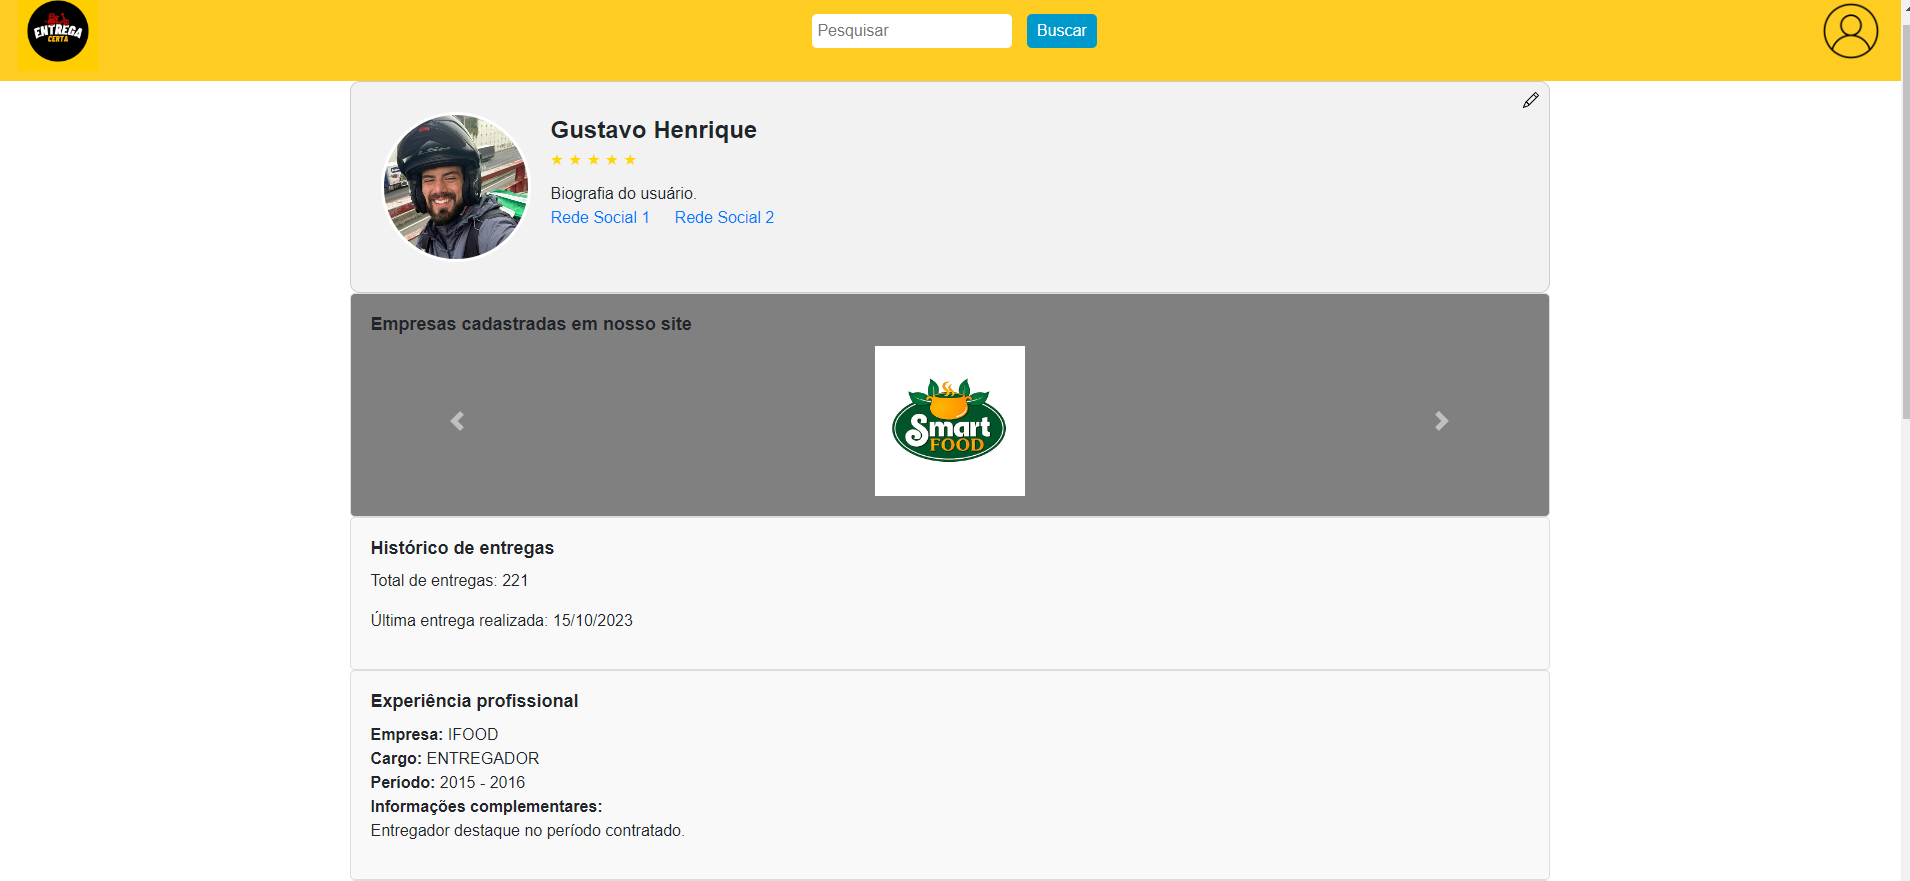 ENTREGA
CERTA
Pesquisar
Buscar
Gustavo Henrique
Biografia do usuário.
Rede Social 1 Rede Social 2
Empresas cadastradas em nosso site
Smart
FOOD
Histórico de entregas
Total de entregas: 221
Última entrega realizada: 15/10/2023
Experiência profissional
Empresa: IFOOD
Cargo: ENTREGADOR
Período: 2015 - 2016
Informações complementares:
Entregador destaque no período contratado.